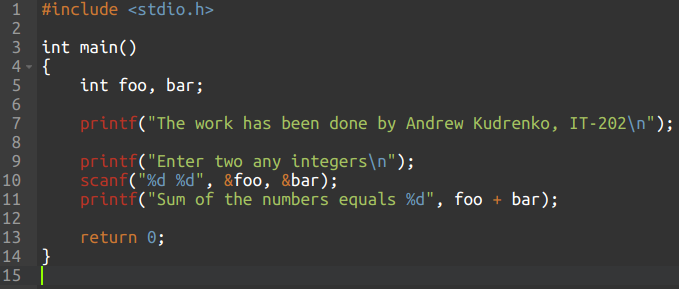 1 #include <stdio.h>
2
3 int main()
4 {
5     int foo, bar;
6
7     printf("The work has been done by Andrew Kudrenko, IT-202\n");
8
9     printf("Enter two any integers\n");
10     scanf("%d %d", &foo, &bar);
11     printf("Sum of the numbers equals %d", foo + bar);
12
13     return 0;
14 }
15